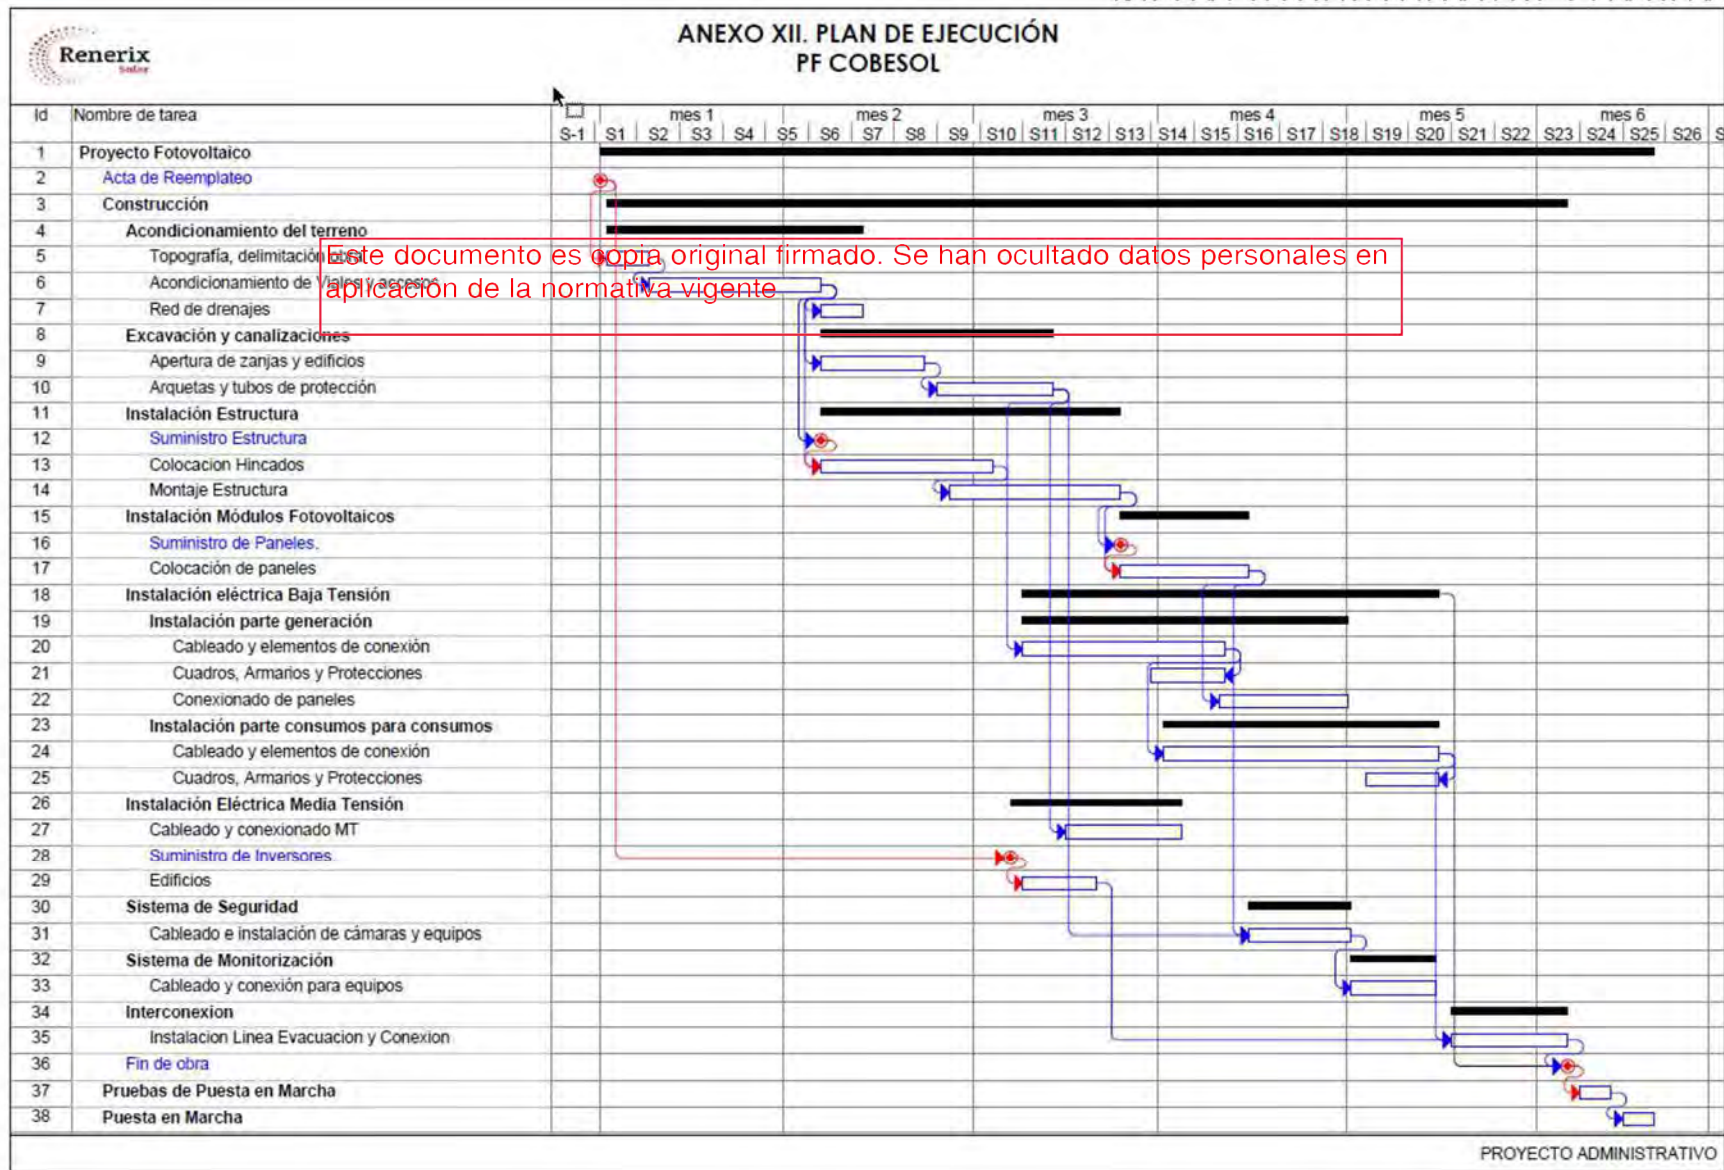 ANEXO XII. PLAN DE EJECUCIÓN
PF COBESOL
Renerix
Solar
Id Nombre de tarea
mes 1 mes 2 mes 3 mes 4 mes 5 mes 6
S-1 S1 S2 S3 S4 S5 S6 S7 S8 S9 S10 S11 S12 S13 S14 S15 S16 S17 S18 S19 S20 S21 S22 S23 S24 S25 S26 S
1 Proyecto Fotovoltaico
2 Acta de Reemplateo
3 Construcción
4 Acondicionamiento del terreno
5 Topografía, delimitación obra
Este documento es copia original firmado. Se han ocultado datos personales en
aplicación de la normativa vigente
6 Acondicionamiento de Viales y accesos
7 Red de drenajes
8 Excavación y canalizaciones
9 Apertura de zanjas y edificios
10 Arquetas y tubos de protección
11 Instalación Estructura
12 Suministro Estructura
13 Colocacion Hincados
14 Montaje Estructura
15 Instalación Módulos Fotovoltaicos
16 Suministro de Paneles.
17 Colocación de paneles
18 Instalación eléctrica Baja Tensión
19 Instalación parte generación
20 Cableado y elementos de conexión
21 Cuadros, Armarios y Protecciones
22 Conexionado de paneles
23 Instalación parte consumos para consumos
24 Cableado y elementos de conexión
25 Cuadros, Armarios y Protecciones
26 Instalación Eléctrica Media Tensión
27 Cableado y conexionado MT
28 Suministro de Inversores.
29 Edificios
30 Sistema de Seguridad
31 Cableado e instalación de cámaras y equipos
32 Sistema de Monitorización
33 Cableado y conexión para equipos
34 Interconexion
35 Instalacion Linea Evacuacion y Conexion
36 Fin de obra
37 Pruebas de Puesta en Marcha
38 Puesta en Marcha
PROYECTO ADMINISTRATIVO